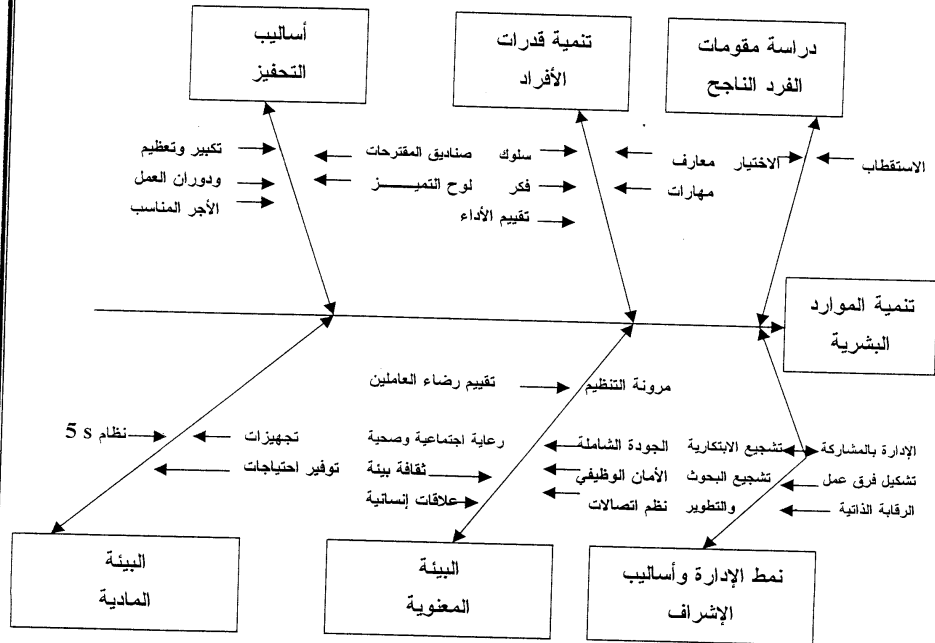 دراسة مقومات
الفرد الناجح
تنمية قدرات
الأفراد
أساليب
التحفيز
الاستقطاب
الاختيار
معارف
مهارات
سلوك
فكر
تقييم الأداء
صناديق المقترحات
لوح التميـــــز
تكبير وتعظيم
ودوران العمل
الأجر المناسب
تنمية الموارد
البشرية
الإدارة بالمشاركة
تشكيل فرق عمل
الرقابة الذاتية
تشجيع الابتكارية
تشجيع البحوث
والتطوير
مرونة التنظيم
الجودة الشاملة
الأمان الوظيفي
نظم اتصالات
تقييم رضاء العاملين
رعاية اجتماعية وصحية
ثقافة بيئة
علاقات إنسانية
تجهيزات
توفير احتياجات
نظام 5 s
نمط الإدارة وأساليب
الإشراف
البيئة
المعنوية
البيئة
المادية